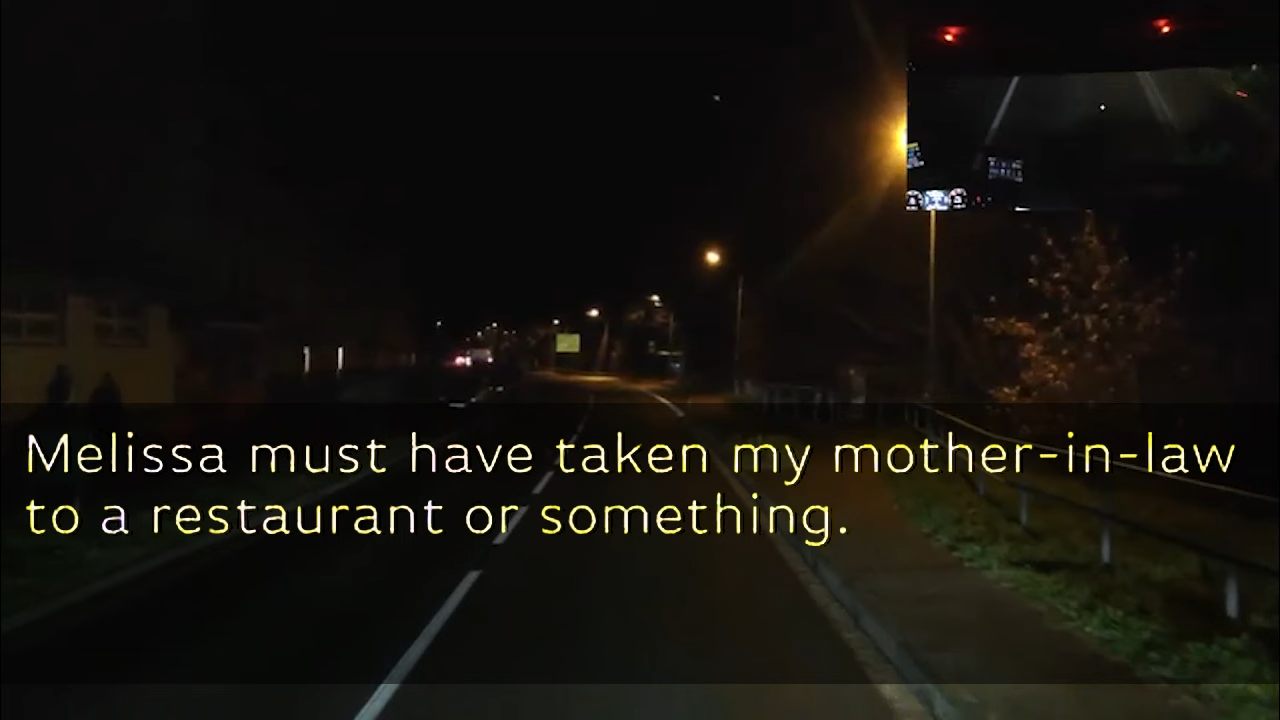 Melissa must have taken my mother-in-law
to a restaurant or something.